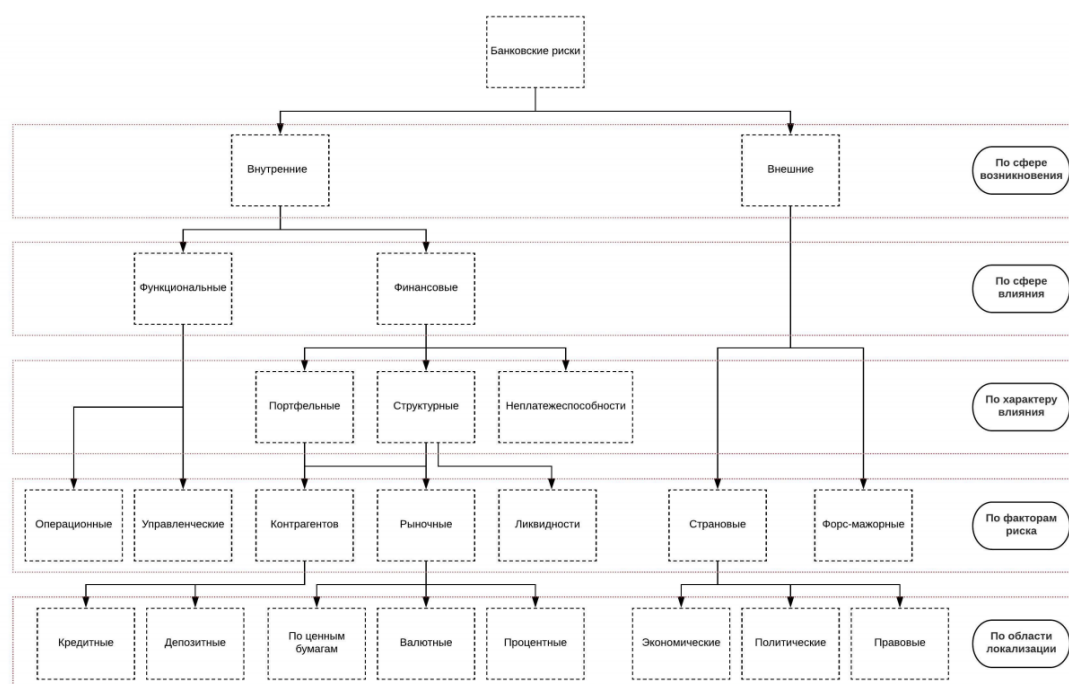 Банковские риски
Внутренние
Внешние
По сфере
возникновения
Функциональные
Финансовые
По сфере
влияния
Портфельные
Структурные
Неплатежеспособности
По характеру
влияния
Операционные
Управленческие
Контрагентов
Рыночные
Ликвидности
Страновые
Форс-мажорные
По факторам
риска
Кредитные
Депозитные
По ценным
бумагам
Валютные
Процентные
Экономические
Политические
Правовые
По области
локализации